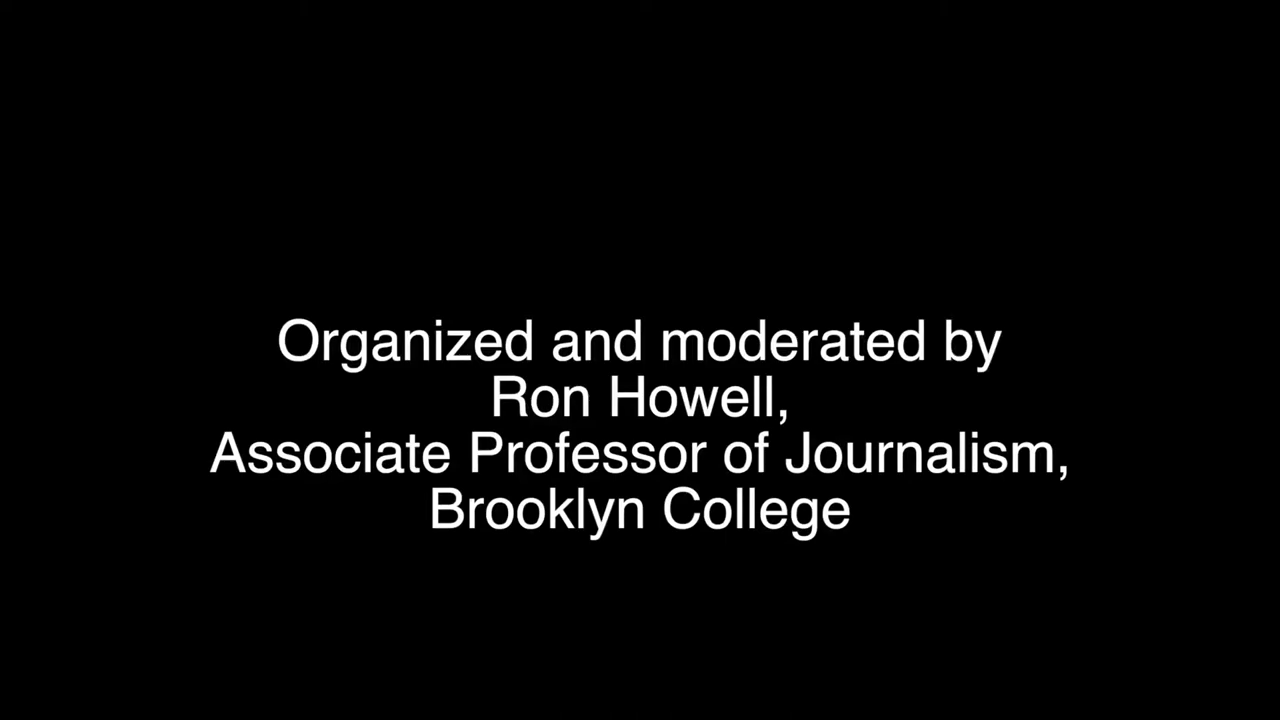 Organized and moderated by
Ron Howell,
Associate Professor of Journalism,
Brooklyn College